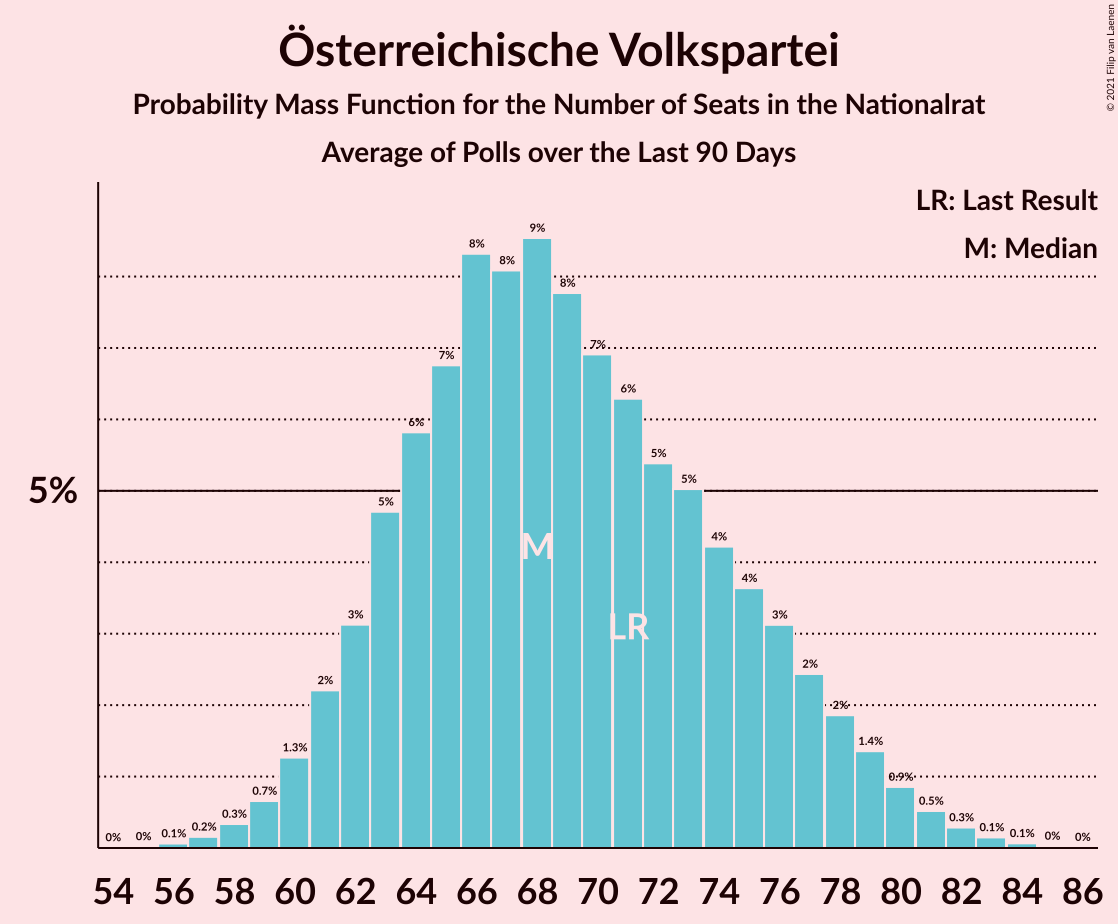 Österreichische Volkspartei
Probability Mass Function for the Number of Seats in the Nationalrat
Average of Polls over the Last 90 Days
© 2021 Filip van Laenen
LR: Last Result
M: Median
5%
0% 0% 0.1% 0.2% 0.3% 0.7% 1.3% 2% 3% 5% 6% 7% 8% 8% 9% 8% 7% 6% 5% 5% 4% 4% 3% 2% 2% 1.4% 0.9% 0.5% 0.3% 0.1% 0.1% 0% 0%
M
LR
54 56 58 60 62 64 66 68 70 72 74 76 78 80 82 84 86